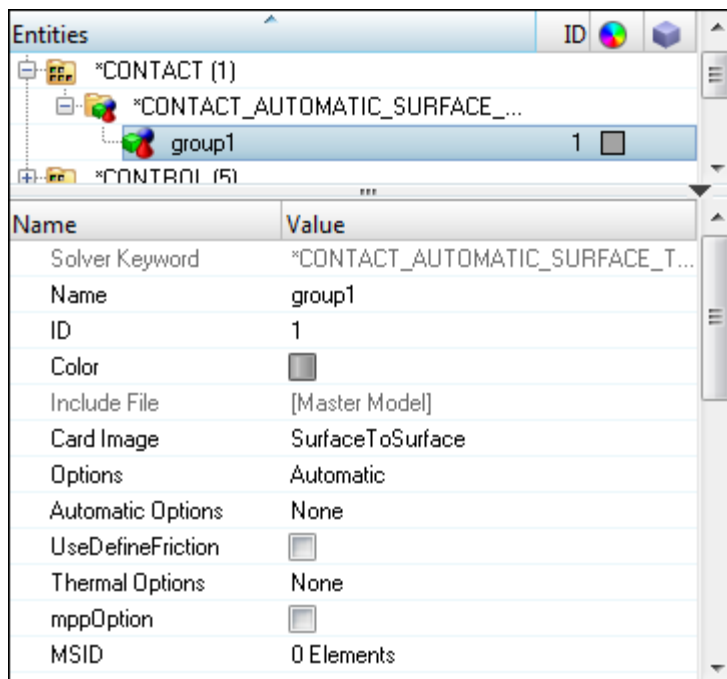 Entities ID
*CONTACT (1)
*CONTACT_AUTOMATIC_SURFACE_...
group1 1
*CONTROL (5)
Name Value
Solver Keyword *CONTACT_AUTOMATIC_SURFACE_T...
Name group1
ID 1
Color
Include File [Master Model]
Card Image SurfaceToSurface
Options Automatic
Automatic Options None
UseDefineFriction
Thermal Options None
mppOption
MSID 0 Elements